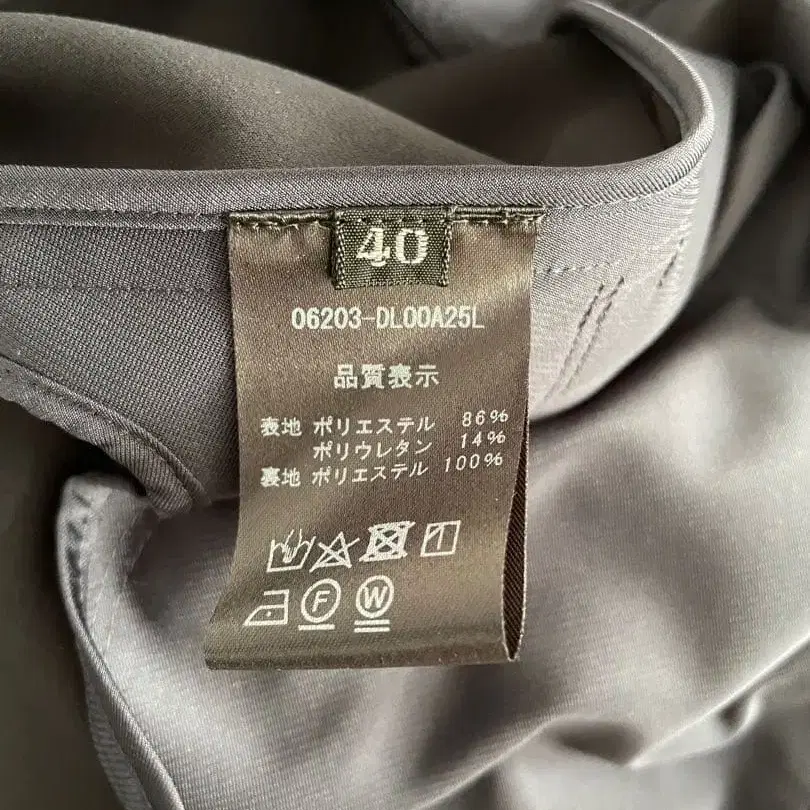 40
06203-DL00A25L
品質表示
表地 ポリエステル 86%
ポリウレタン 14%
裏地 ポリエステル 100%
F W